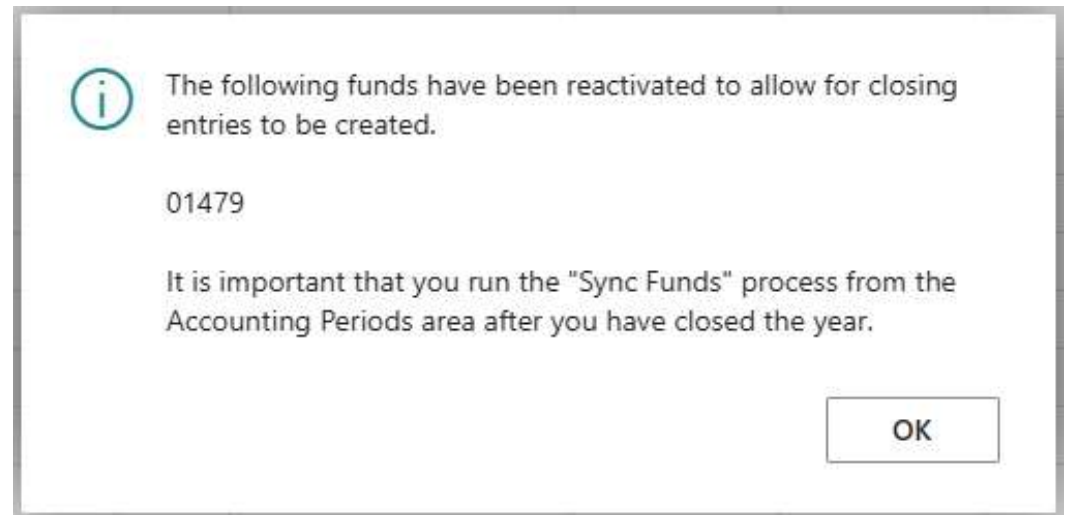 The following funds have been reactivated to allow for closing
entries to be created.
01479
It is important that you run the "Sync Funds" process from the
Accounting Periods area after you have closed the year.
OK